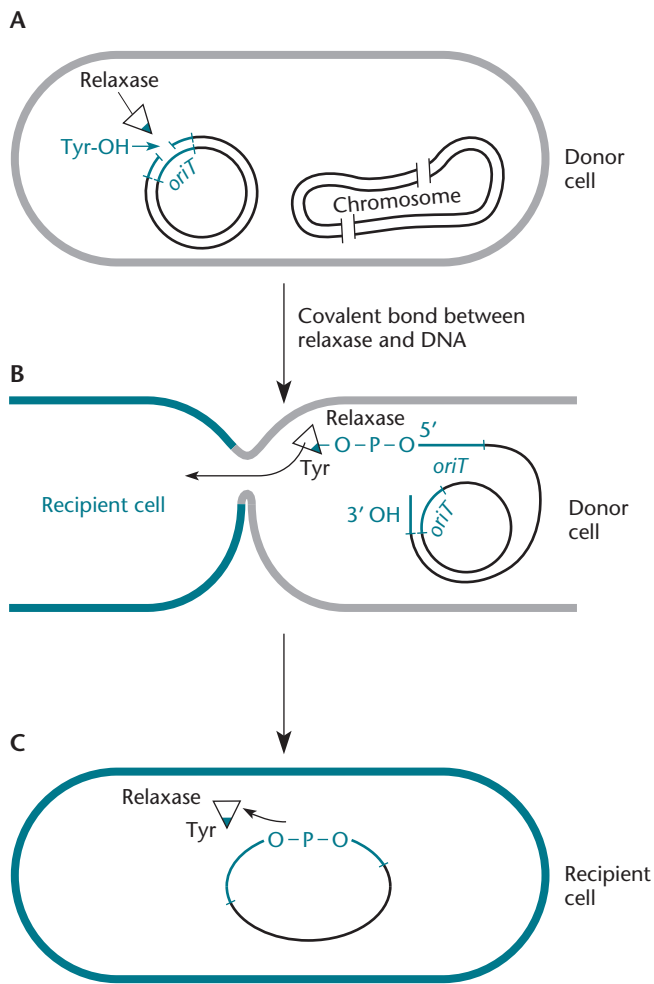 A
Relaxase
Tyr-OH
oriT
Chromosome
Donor
cell
Covalent bond between
relaxase and DNA
B
Relaxase
O–P–O
5′
Tyr
oriT
Recipient cell
3′ OH
oriT
Donor
cell
C
Relaxase
Tyr
O–P–O
Recipient
cell